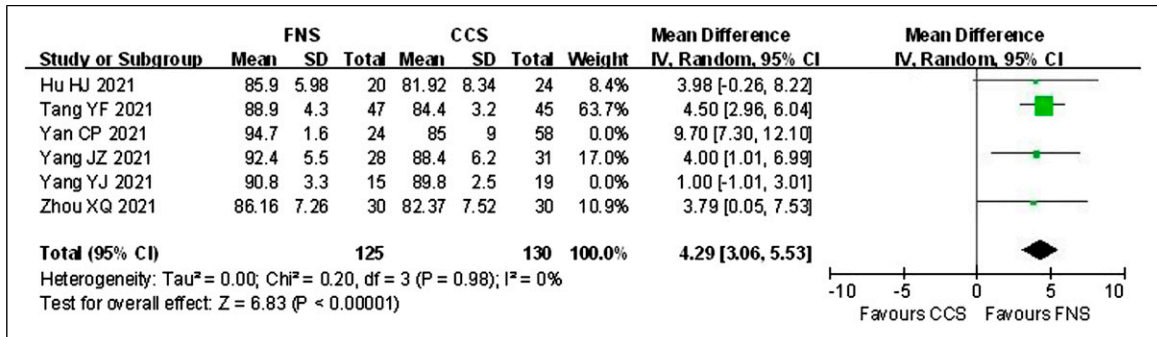 FNS CCS Mean Difference Mean Difference
Study or Subgroup Mean SD Total Mean SD Total Weight IV, Random, 95% CI IV, Random, 95% CI
Hu HJ 2021 85.9 5.98 20 81.92 8.34 24 8.4% 3.98 [-0.26, 8.22]
Tang YF 2021 88.9 4.3 47 84.4 3.2 45 63.7% 4.50 [2.96, 6.04]
Yan CP 2021 94.7 1.6 24 85 9 58 0.0% 9.70 [7.30, 12.10]
Yang JZ 2021 92.4 5.5 28 88.4 6.2 31 17.0% 4.00 [1.01, 6.99]
Yang YJ 2021 90.8 3.3 15 89.8 2.5 19 0.0% 1.00 [-1.01, 3.01]
Zhou XQ 2021 86.16 7.26 30 82.37 7.52 30 10.9% 3.79 [0.05, 7.53]
Total (95% CI) 125 130 100.0% 4.29 [3.06, 5.53]
Heterogeneity: Tau² = 0.00; Chi² = 0.20, df = 3 (P = 0.98); I² = 0%
Test for overall effect: Z = 6.83 (P < 0.00001)
-10 -5 0 5 10
Favours CCS Favours FNS